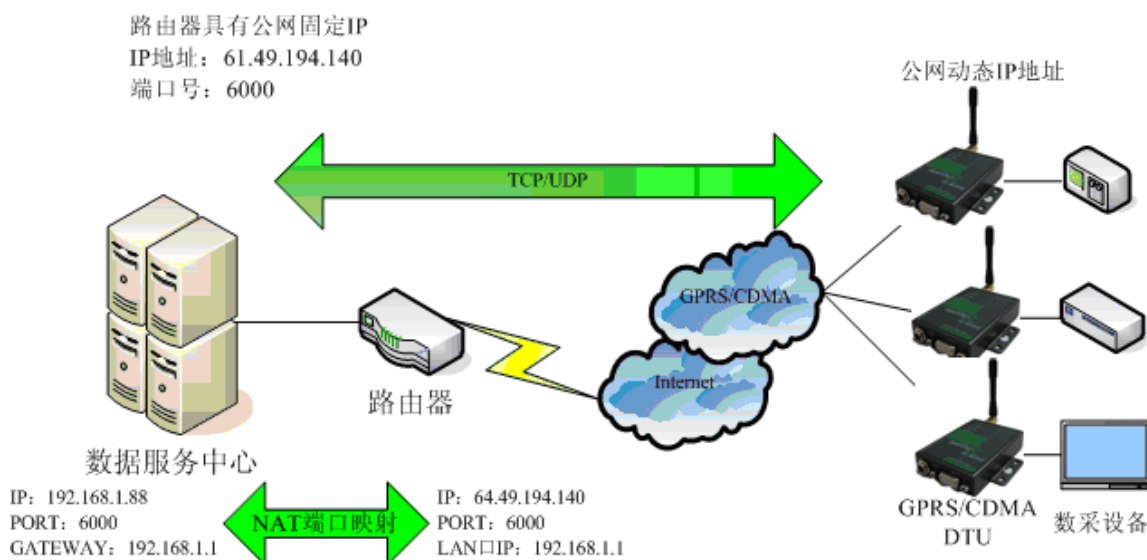 路由器具有公网固定IP
IP地址：61.49.194.140
端口号：6000
公网动态IP地址
TCP/UDP
GPRS/CDMA
Internet
路由器
数据服务中心
IP：192.168.1.88
PORT：6000
GATEWAY：192.168.1.1
NAT端口映射
IP：64.49.194.140
PORT：6000
LAN口IP：192.168.1.1
GPRS/CDMA
DTU
数采设备